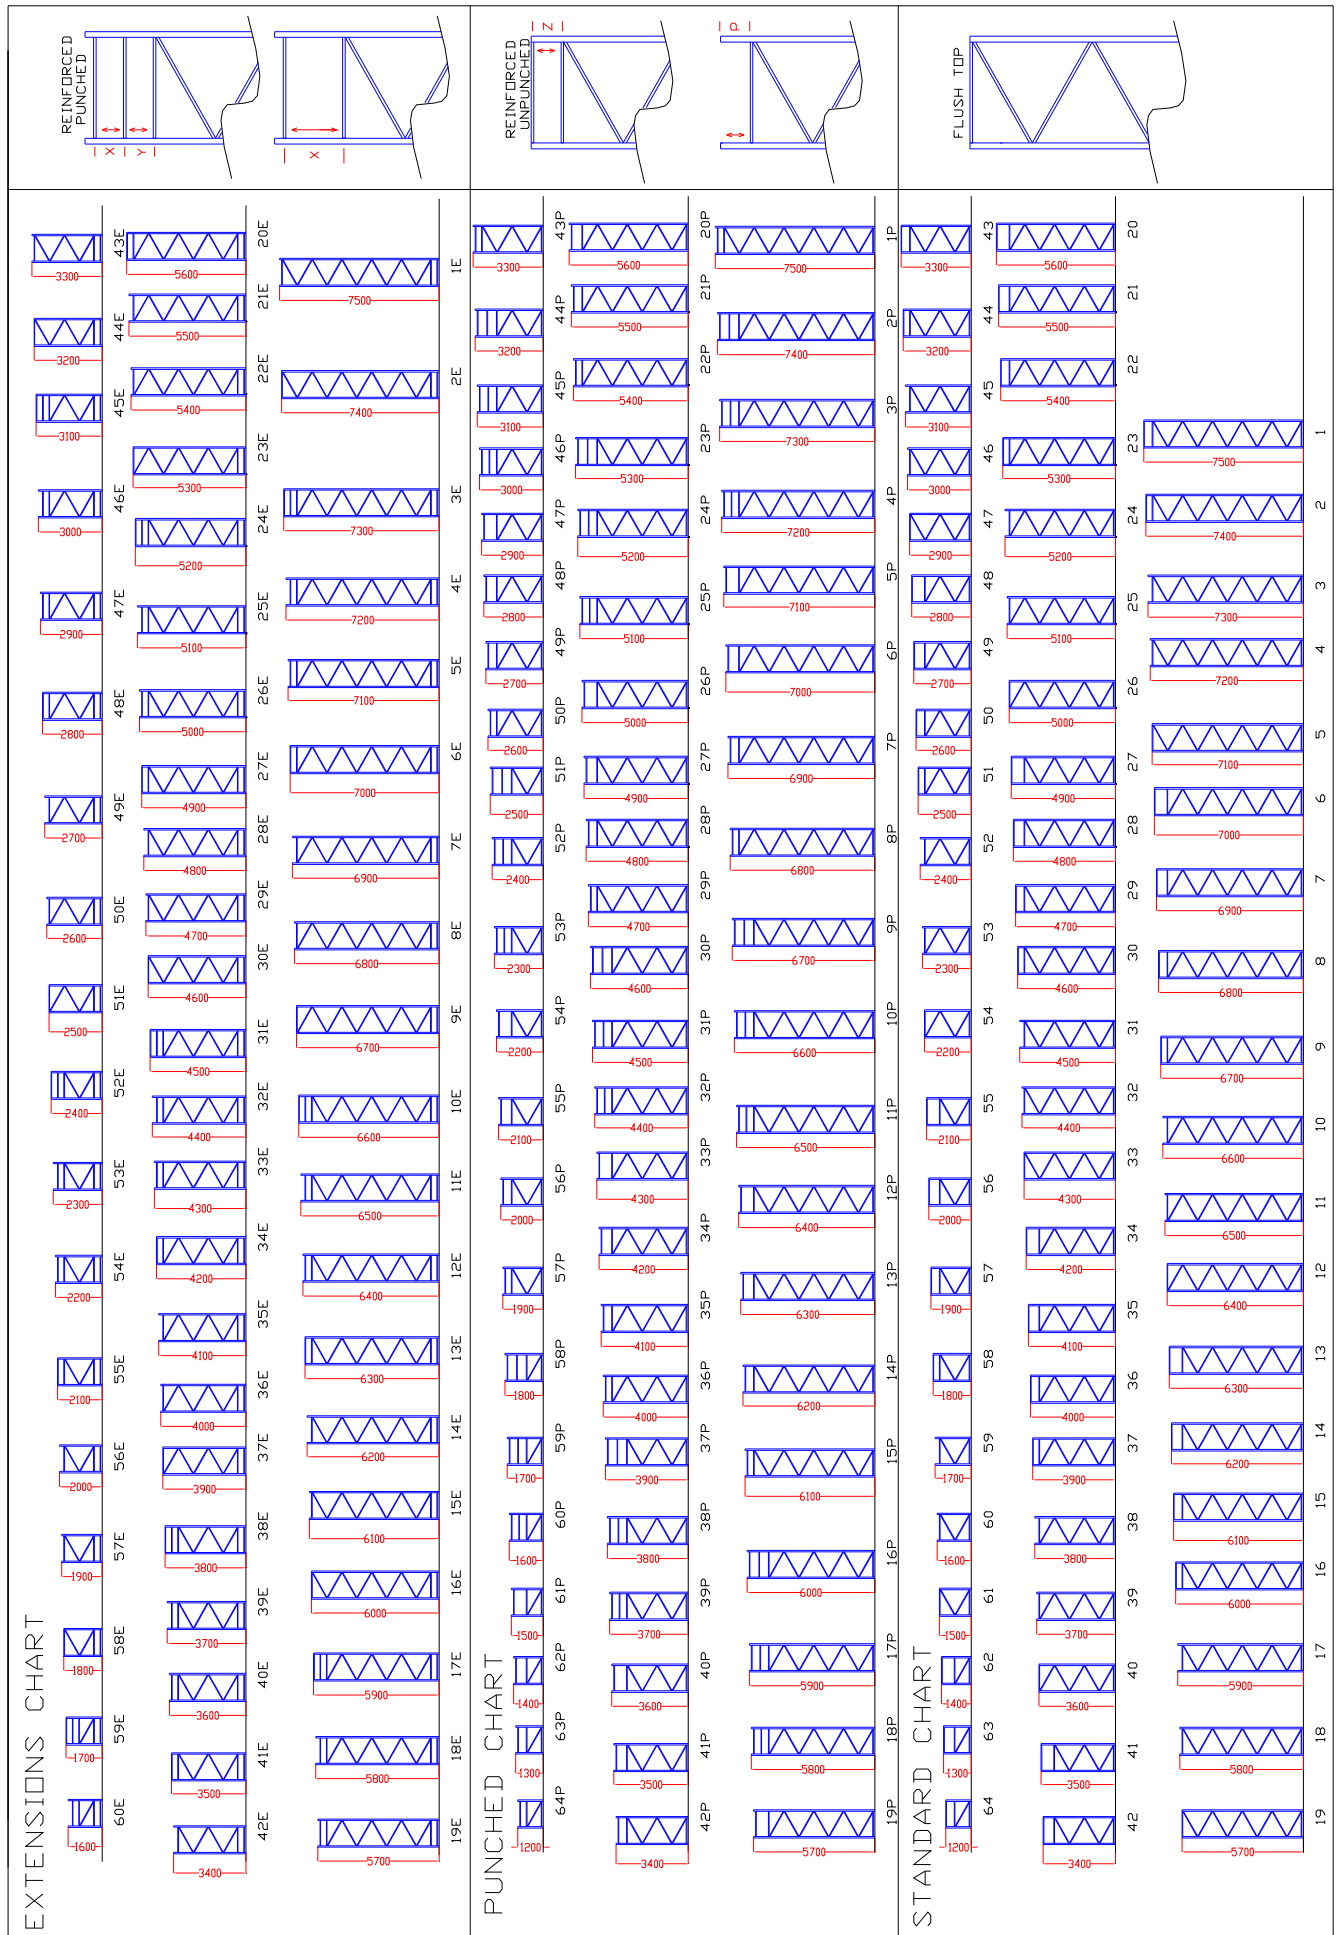 EXTENSIONS CHART
1600 1700 1800 1900 2000 2100 2200 2300 2400 2500 2600 2700 2800 2900 3000 3100 3200 3300
60E 59E 58E 57E 56E 55E 54E 53E 52E 51E 50E 49E 48E 47E 46E 45E 44E 43E
3400 3500 3600 3700 3800 3900 4000 4100 4200 4300 4400 4500 4600 4700 4800 4900 5000 5100 5200 5300 5400 5500 5600
42E 41E 40E 39E 38E 37E 36E 35E 34E 33E 32E 31E 30E 29E 28E 27E 26E 25E 24E 23E 22E 21E 20E
5700 5800 5900 6000 6100 6200 6300 6400 6500 6600 6700 6800 6900 7000 7100 7200 7300 7400 7500
19E 18E 17E 16E 15E 14E 13E 12E 11E 10E 9E 8E 7E 6E 5E 4E 3E 2E 1E
REINFORCED
PUNCHED
X
Y
X
PUNCHED CHART
1200 1300 1400 1500 1600 1700 1800 1900 2000 2100 2200 2300 2400 2500 2600 2700 2800 2900 3000 3100 3200 3300
64P 63P 62P 61P 60P 59P 58P 57P 56P 55P 54P 53P 52P 51P 50P 49P 48P 47P 46P 45P 44P 43P
3400 3500 3600 3700 3800 3900 4000 4100 4200 4300 4400 4500 4600 4700 4800 4900 5000 5100 5200 5300 5400 5500 5600
42P 41P 40P 39P 38P 37P 36P 35P 34P 33P 32P 31P 30P 29P 28P 27P 26P 25P 24P 23P 22P 21P 20P
5700 5800 5900 6000 6100 6200 6300 6400 6500 6600 6700 6800 6900 7000 7100 7200 7300 7400 7500
19P 18P 17P 16P 15P 14P 13P 12P 11P 10P 9P 8P 7P 6P 5P 4P 3P 2P 1P
REINFORCED
UNPUNCHED
Z
P
STANDARD CHART
1200 1300 1400 1500 1600 1700 1800 1900 2000 2100 2200 2300 2400 2500 2600 2700 2800 2900 3000 3100 3200 3300
64 63 62 61 60 59 58 57 56 55 54 53 52 51 50 49 48 47 46 45 44 43
3400 3500 3600 3700 3800 3900 4000 4100 4200 4300 4400 4500 4600 4700 4800 4900 5000 5100 5200 5300 5400 5500 5600
42 41 40 39 38 37 36 35 34 33 32 31 30 29 28 27 26 25 24 23 22 21 20
5700 5800 5900 6000 6100 6200 6300 6400 6500 6600 6700 6800 6900 7000 7100 7200 7300 7400 7500
19 18 17 16 15 14 13 12 11 10 9 8 7 6 5 4 3 2 1
FLUSH TOP